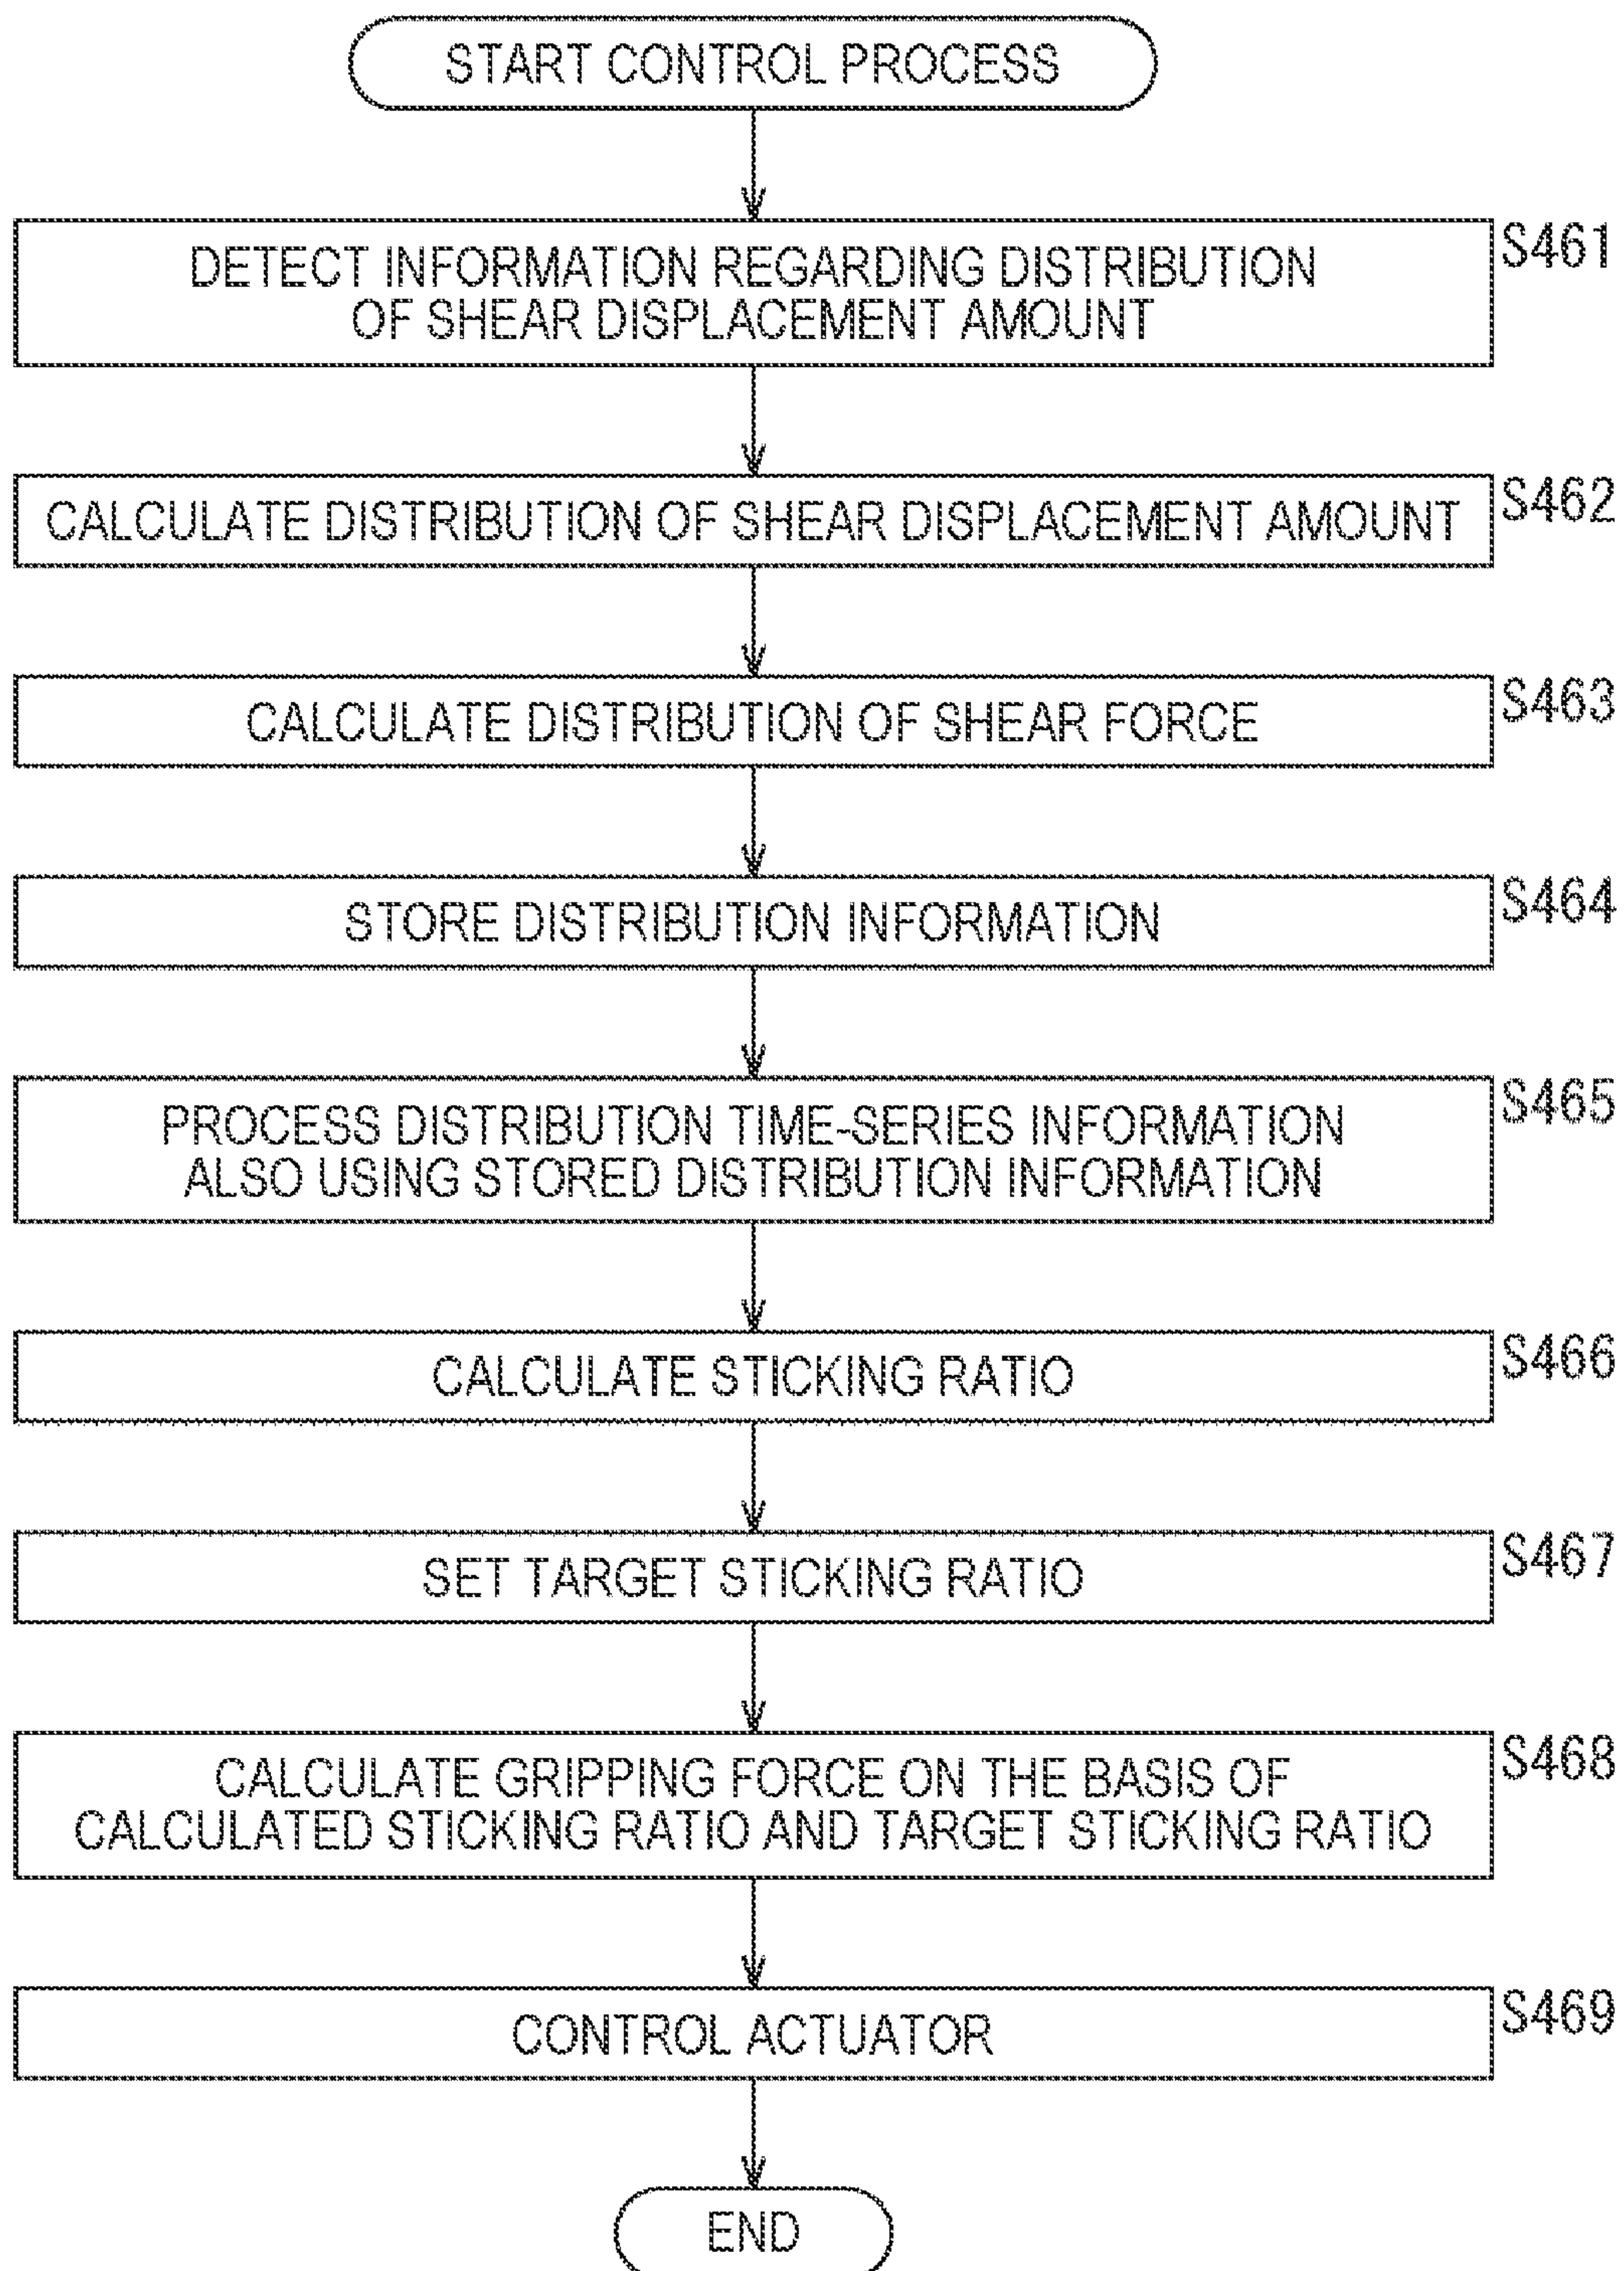 START CONTROL PROCESS
S461
DETECT INFORMATION REGARDING DISTRIBUTION
OF SHEAR DISPLACEMENT AMOUNT
S462
CALCULATE DISTRIBUTION OF SHEAR DISPLACEMENT AMOUNT
S463
CALCULATE DISTRIBUTION OF SHEAR FORCE
S464
STORE DISTRIBUTION INFORMATION
S465
PROCESS DISTRIBUTION TIME-SERIES INFORMATION
ALSO USING STORED DISTRIBUTION INFORMATION
S466
CALCULATE STICKING RATIO
S467
SET TARGET STICKING RATIO
S468
CALCULATE GRIPPING FORCE ON THE BASIS OF
CALCULATED STICKING RATIO AND TARGET STICKING RATIO
S469
CONTROL ACTUATOR
END